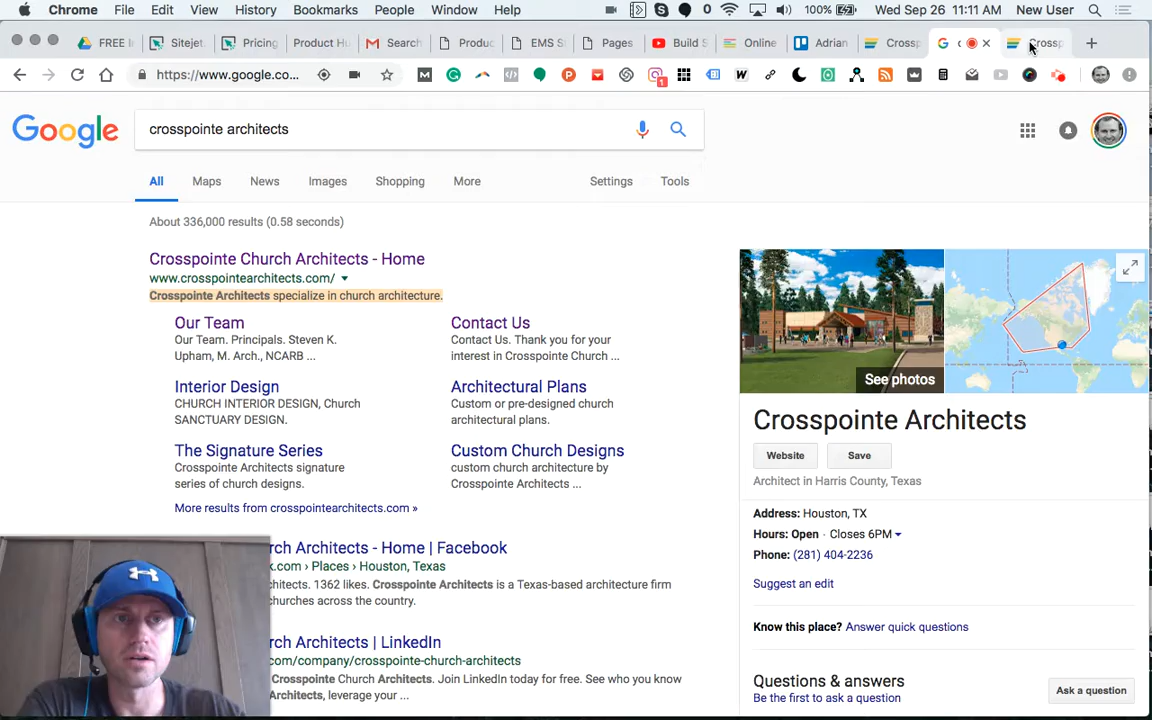 Chrome File Edit View History Bookmarks People Window Help 0 100% Wed Sep 26 11:11 AM New User
FREE Sitejet Pricing Product Hu Search Produc EMS S Pages Build S Online Adrian Crossp Crossp
https://www.google.co... M W 1
Google crosspointe architects
All Maps News Images Shopping More Settings Tools
About 336,000 results (0.58 seconds)
Crosspointe Church Architects - Home
www.crosspointearchitects.com/
Crosspointe Architects specialize in church architecture.
Our Team
Our Team. Principals. Steven K.
Upham, M. Arch., NCARB ...
Contact Us
Contact Us. Thank you for your
interest in Crosspointe Church ...
Interior Design
CHURCH INTERIOR DESIGN, Church
SANCTUARY DESIGN.
Architectural Plans
Custom or pre-designed church
architectural plans.
The Signature Series
Crosspointe Architects signature
series of church designs.
Custom Church Designs
custom church architecture by
Crosspointe Architects ...
More results from crosspointearchitects.com »
rch Architects - Home | Facebook
k.com › Places › Houston, Texas
hitects. 1362 likes. Crosspointe Architects is a Texas-based architecture firm
hurches across the country.
rch Architects | LinkedIn
com/company/crosspointe-church-architects
Crosspointe Church Architects. Join LinkedIn today for free. See who you know
Architects, leverage your ...
See photos
Crosspointe Architects
Website Save
Architect in Harris County, Texas
Address: Houston, TX
Hours: Open · Closes 6PM
Phone: (281) 404-2236
Suggest an edit
Know this place? Answer quick questions
Questions & answers
Be the first to ask a question
Ask a question